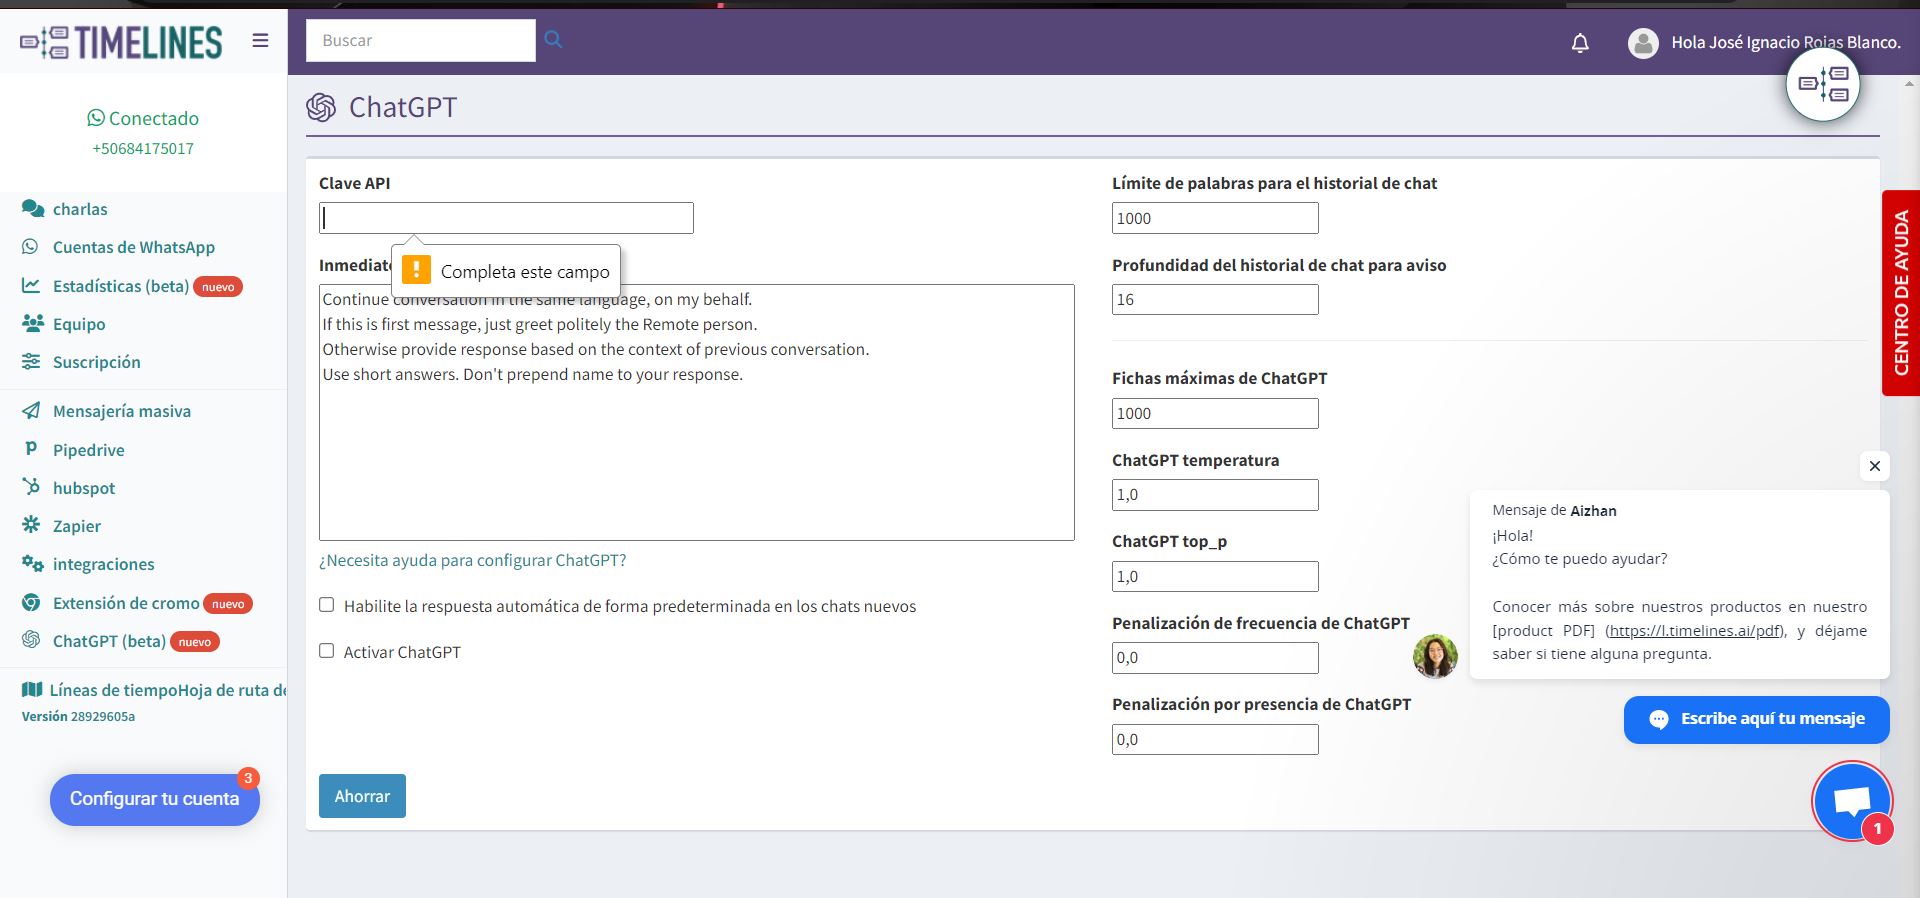 TIMELINES
Buscar
Hola José Ignacio Rojas Blanco.
Conectado
+50684175017
charlas
Cuentas de WhatsApp
Estadísticas (beta) nuevo
Equipo
Suscripción
Mensajería masiva
Pipedrive
hubspot
Zapier
integraciones
Extensión de cromo nuevo
ChatGPT (beta) nuevo
Líneas de tiempoHoja de ruta de
Versión 28929605a
Configurar tu cuenta
3
ChatGPT
Clave API
Completa este campo
Inmediato
Continue conversation in the same language, on my behalf.
If this is first message, just greet politely the Remote person.
Otherwise provide response based on the context of previous conversation.
Use short answers. Don't prepend name to your response.
¿Necesita ayuda para configurar ChatGPT?
Habilite la respuesta automática de forma predeterminada en los chats nuevos
Activar ChatGPT
Ahorrar
Límite de palabras para el historial de chat
1000
Profundidad del historial de chat para aviso
16
Fichas máximas de ChatGPT
1000
ChatGPT temperatura
1,0
ChatGPT top_p
1,0
Penalización de frecuencia de ChatGPT
0,0
Penalización por presencia de ChatGPT
0,0
CENTRO DE AYUDA
Mensaje de Aizhan
¡Hola!
¿Cómo te puedo ayudar?
Conocer más sobre nuestros productos en nuestro
[product PDF] (https://l.timelines.ai/pdf), y déjame
saber si tiene alguna pregunta.
Escribe aquí tu mensaje
1